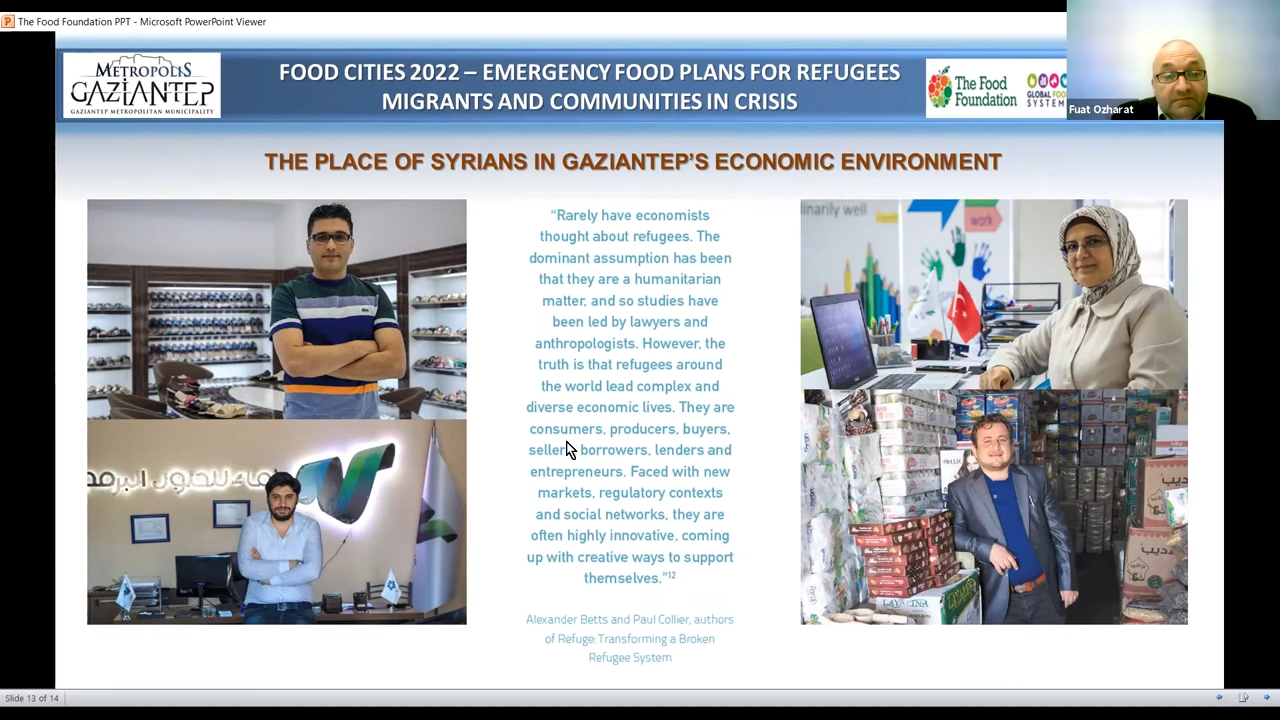 The Food Foundation PPT - Microsoft PowerPoint Viewer
METROPOLIS
GAZIANTEP
GAZIANTEP METROPOLITAN MUNICIPALITY
FOOD CITIES 2022 – EMERGENCY FOOD PLANS FOR REFUGEES
MIGRANTS AND COMMUNITIES IN CRISIS
The Food
Foundation
GLOBAL FOO
SYSTEM
Fuat Ozharat
THE PLACE OF SYRIANS IN GAZIANTEP'S ECONOMIC ENVIRONMENT
“Rarely have economists
thought about refugees. The
dominant assumption has been
that they are a humanitarian
matter, and so studies have
been led by lawyers and
anthropologists. However, the
truth is that refugees around
the world lead complex and
diverse economic lives. They are
consumers, producers, buyers,
seller borrowers, lenders and
entrepreneurs. Faced with new
markets, regulatory contexts
and social networks, they are
often highly innovative, coming
up with creative ways to support
themselves.”12
Alexander Betts and Paul Collier, authors
of Refuge: Transforming a Broken
Refugee System
inarily well
work
LAYALINA
Slide 13 of 14